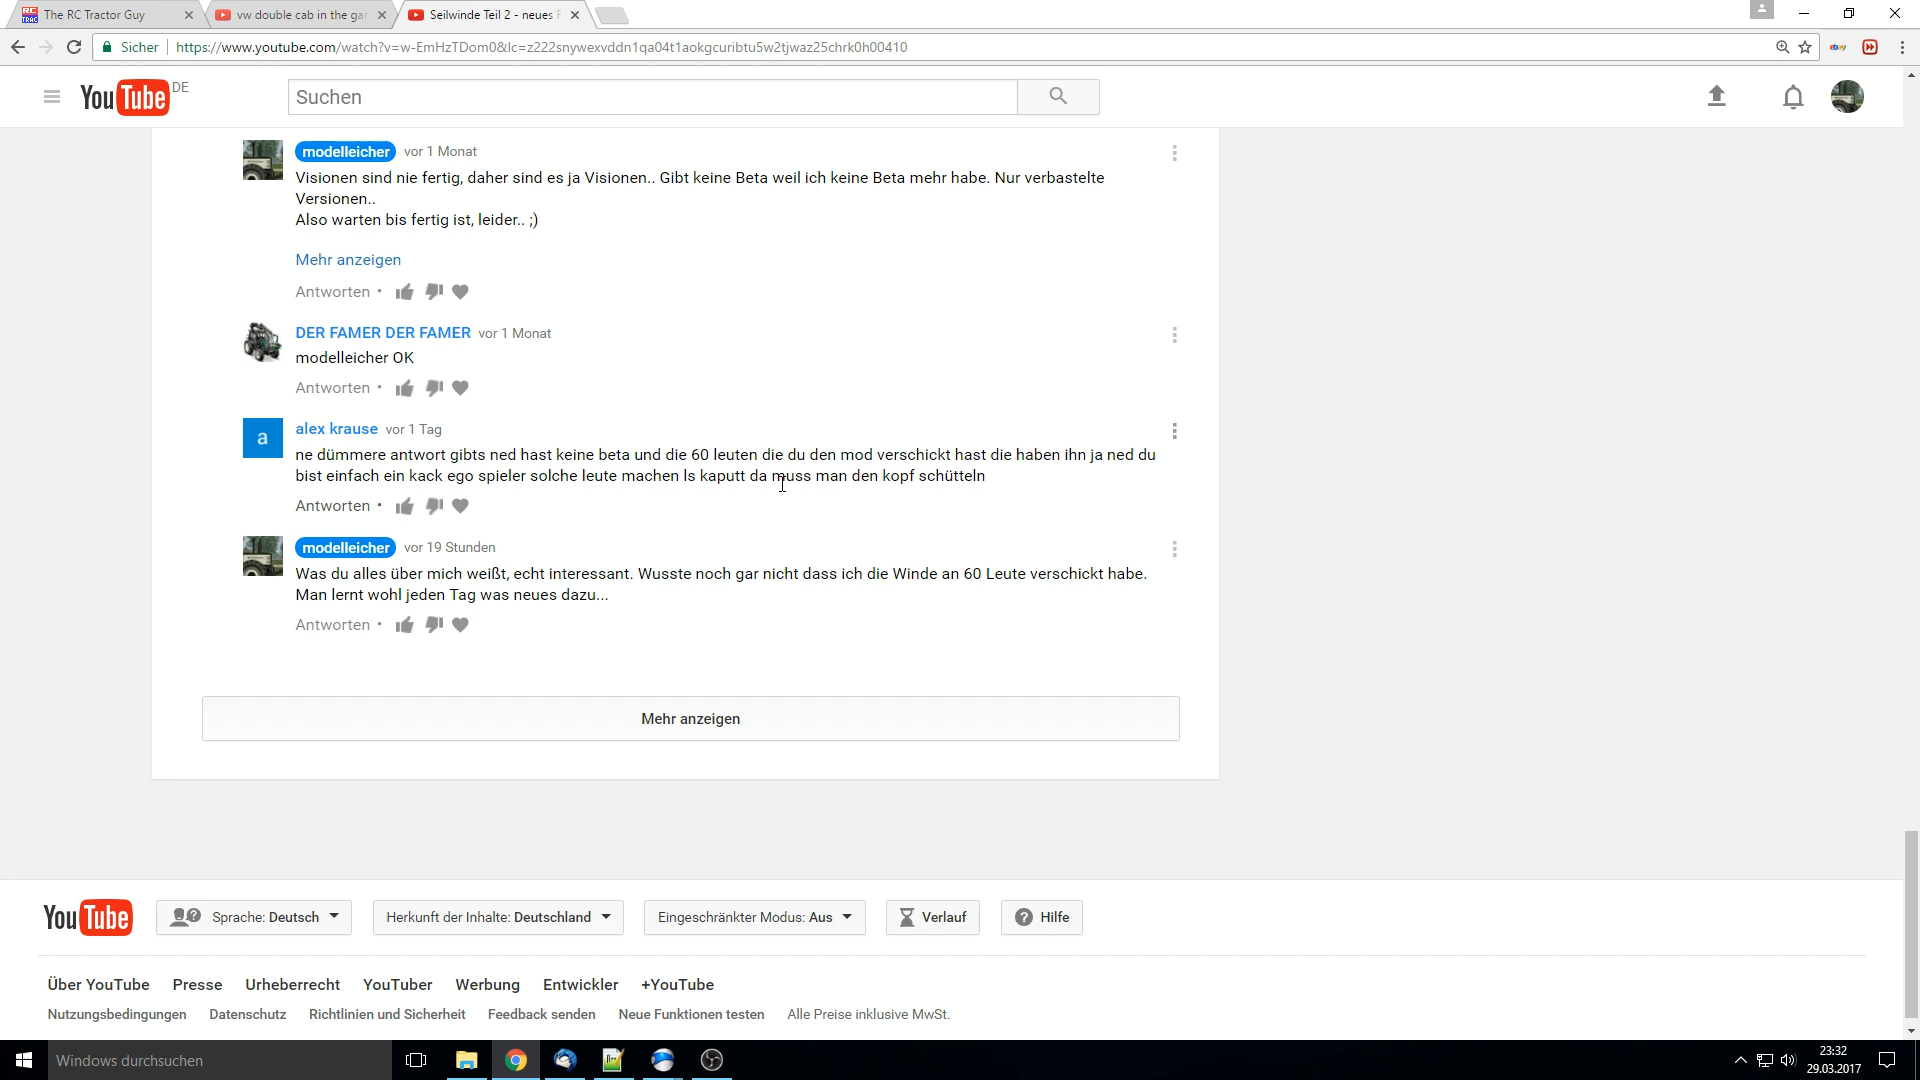 The RC Tractor Guy
vw double cab in the gar
Seilwinde Teil 2 - neues F
Sicher
https://www.youtube.com/watch?v=w-EmHzTDom0&lc=z222snywexvddn1qa04t1aokgcuribtu5w2tjwaz25chrk0h00410
ebay
YouTube DE
Suchen
modelleicher vor 1 Monat
Visionen sind nie fertig, daher sind es ja Visionen.. Gibt keine Beta weil ich keine Beta mehr habe. Nur verbastelte
Versionen..
Also warten bis fertig ist, leider.. ;)
Mehr anzeigen
Antworten •
DER FAMER DER FAMER vor 1 Monat
modelleicher OK
Antworten •
a
alex krause vor 1 Tag
ne dümmere antwort gibts ned hast keine beta und die 60 leuten die du den mod verschickt hast die haben ihn ja ned du
bist einfach ein kack ego spieler solche leute machen ls kaputt da muss man den kopf schütteln
Antworten •
modelleicher vor 19 Stunden
Was du alles über mich weißt, echt interessant. Wusste noch gar nicht dass ich die Winde an 60 Leute verschickt habe.
Man lernt wohl jeden Tag was neues dazu...
Antworten •
Mehr anzeigen
YouTube
Sprache: Deutsch
Herkunft der Inhalte: Deutschland
Eingeschränkter Modus: Aus
Verlauf
Hilfe
Über YouTube Presse Urheberrecht YouTuber Werbung Entwickler +YouTube
Nutzungsbedingungen Datenschutz Richtlinien und Sicherheit Feedback senden Neue Funktionen testen Alle Preise inklusive MwSt.
Windows durchsuchen
23:32
29.03.2017